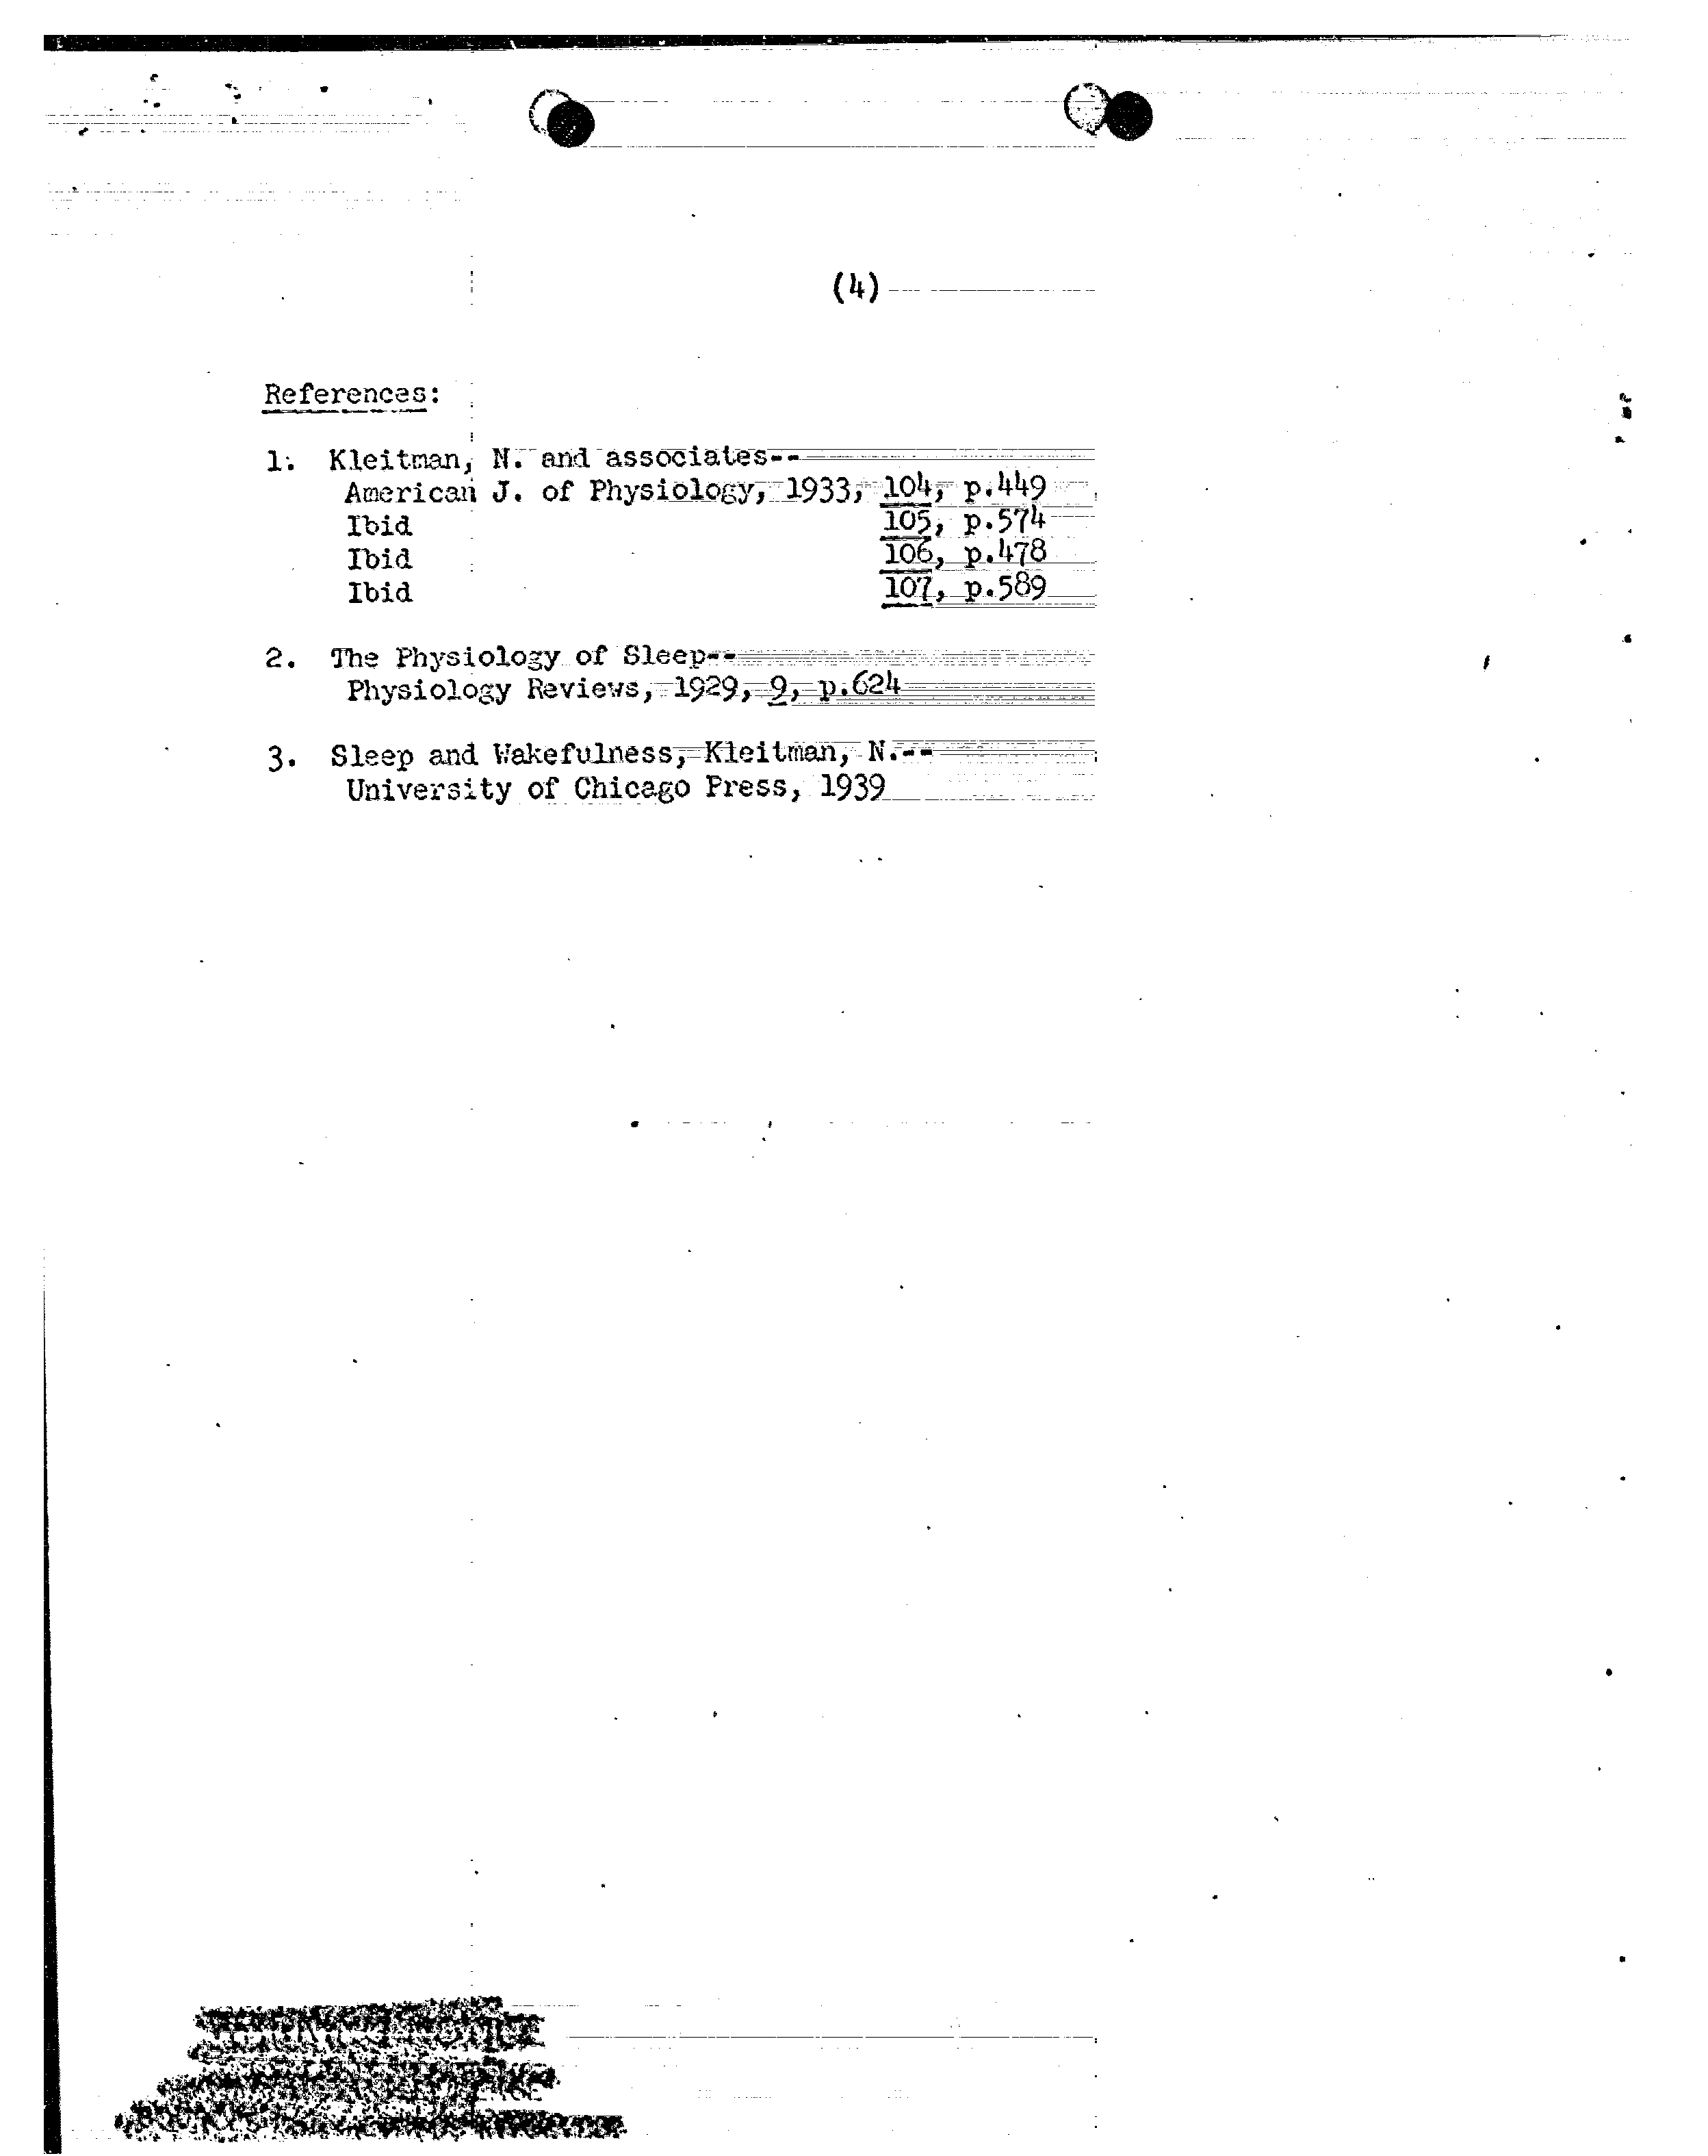 (4)
References:
1. Kleitman, N. and associates--
American J. of Physiology, 1933, 104, p.449
Ibid 105, p.574
Ibid 106, p.478
Ibid 107, p.589
2. The Physiology of Sleep--
Physiology Reviews, 1929, 9, p.624
3. Sleep and Wakefulness, Kleitman, N.--
University of Chicago Press, 1939